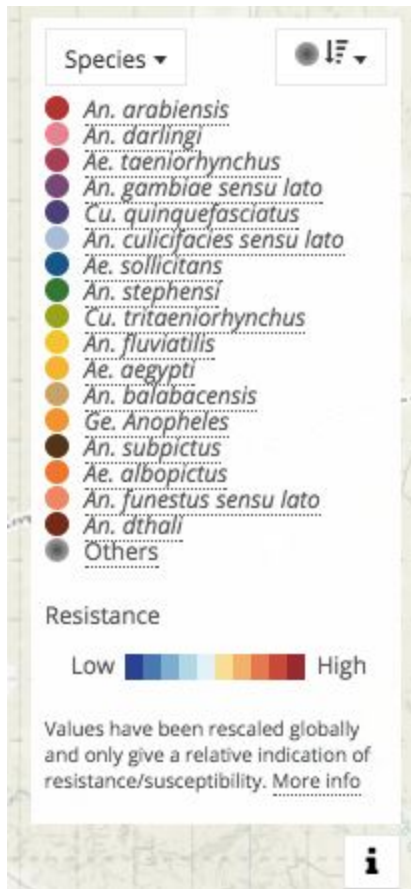 Species
An. arabiensis
An. darlingi
Ae. taeniorhynchus
An. gambiae sensu lato
Cu. quinquefasciatus
An. culicifacies sensu lato
Ae. sollicitans
An. stephensi
Cu. tritaeniorhynchus
An. fluviatilis
Ae. aegypti
An. balabacensis
Ge. Anopheles
An. subpictus
Ae. albopictus
An. funestus sensu lato
An. dthali
Others
Resistance
Low High
Values have been rescaled globally
and only give a relative indication of
resistance/susceptibility. More info
i